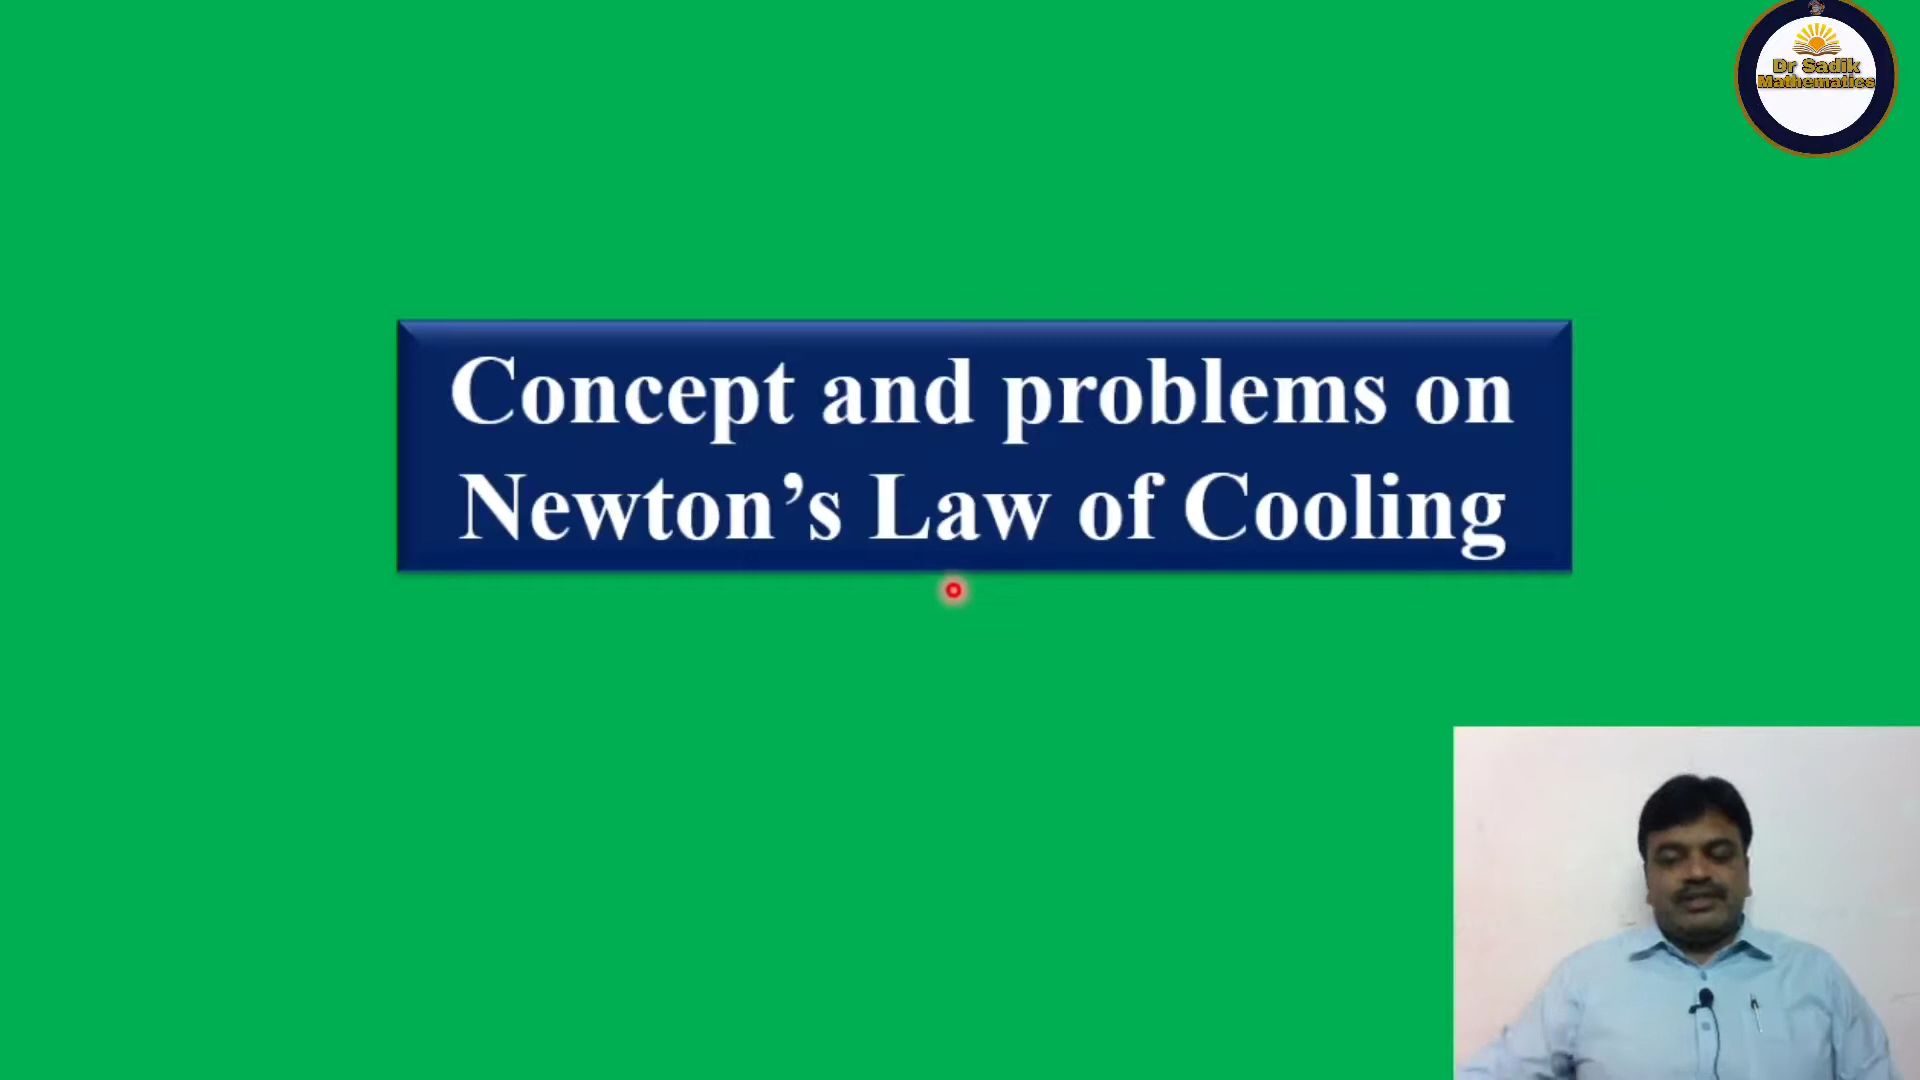 Dr Sadik
Mathematics
Concept and problems on
Newton’s Law of Cooling